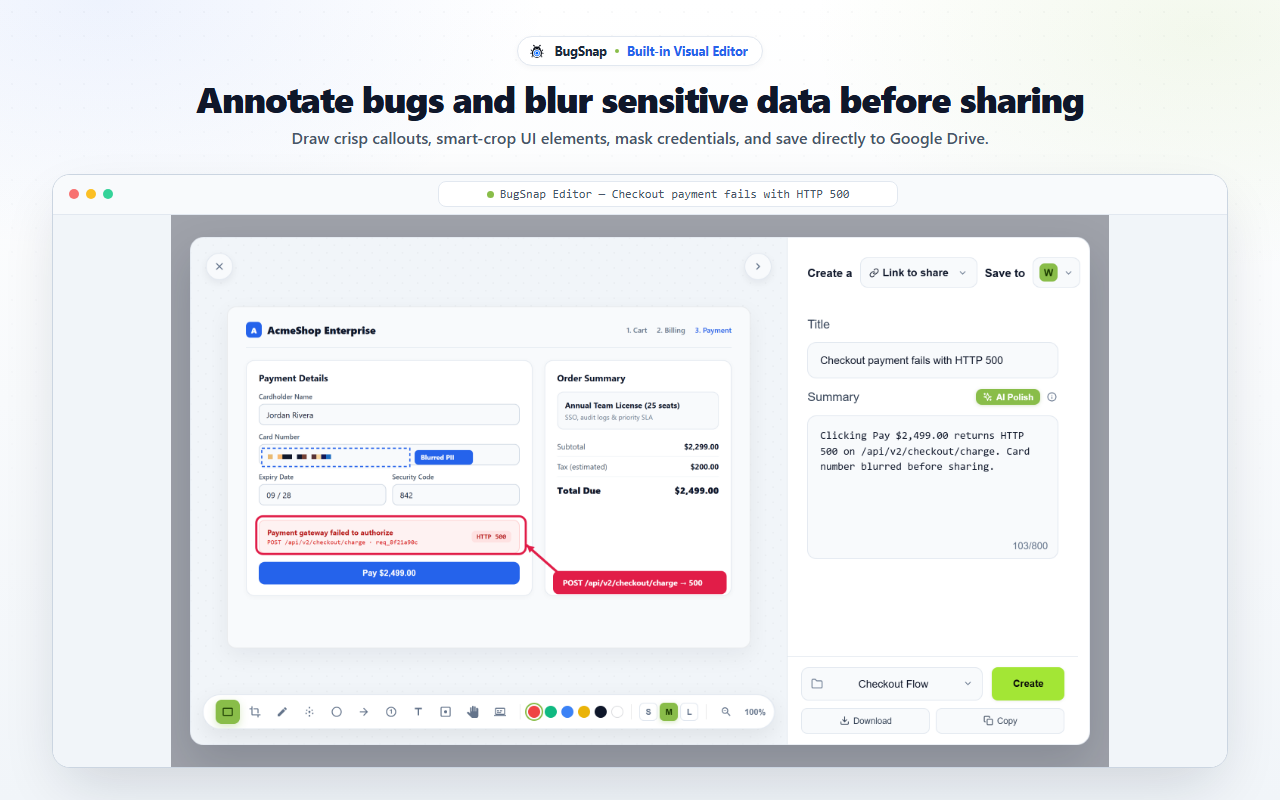 BugSnap • Built-in Visual Editor
Annotate bugs and blur sensitive data before sharing
Draw crisp callouts, smart-crop UI elements, mask credentials, and save directly to Google Drive.
BugSnap Editor — Checkout payment fails with HTTP 500
A AcmeShop Enterprise
1. Cart 2. Billing 3. Payment
Payment Details
Cardholder Name
Jordan Rivera
Card Number
Blurred PII
Expiry Date
Security Code
09 / 28
842
Payment gateway failed to authorize
POST /api/v2/checkout/charge · req_8f21a90c
HTTP 500
Pay $2,499.00
Order Summary
Annual Team License (25 seats)
SSO, audit logs & priority SLA
Subtotal $2,299.00
Tax (estimated) $200.00
Total Due $2,499.00
POST /api/v2/checkout/charge → 500
T
1
S M L
100%
Create a Link to share Save to W
Title
Checkout payment fails with HTTP 500
Summary
AI Polish
Clicking Pay $2,499.00 returns HTTP
500 on /api/v2/checkout/charge. Card
number blurred before sharing.
103/800
Checkout Flow
Create
Download
Copy